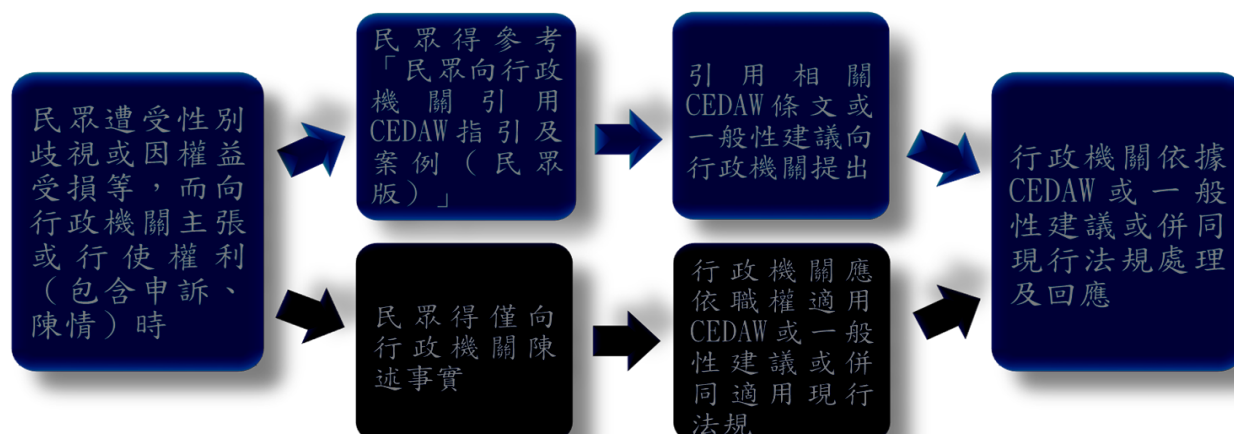 民眾遭受性別
歧視或因權益
受損等，而向
行政機關主張
或行使權利
（包含申訴、
陳情）時
民眾得參考
「民眾向行政
機關引用
CEDAW指引及
案例（民眾
版）」
引用相關
CEDAW條文或
一般性建議向
行政機關提出
民眾得僅向
行政機關陳
述事實
行政機關應
依職權適用
CEDAW或一般
性建議或併
同適用現行
法規
行政機關依據
CEDAW或一般
性建議或併同
現行法規處理
及回應